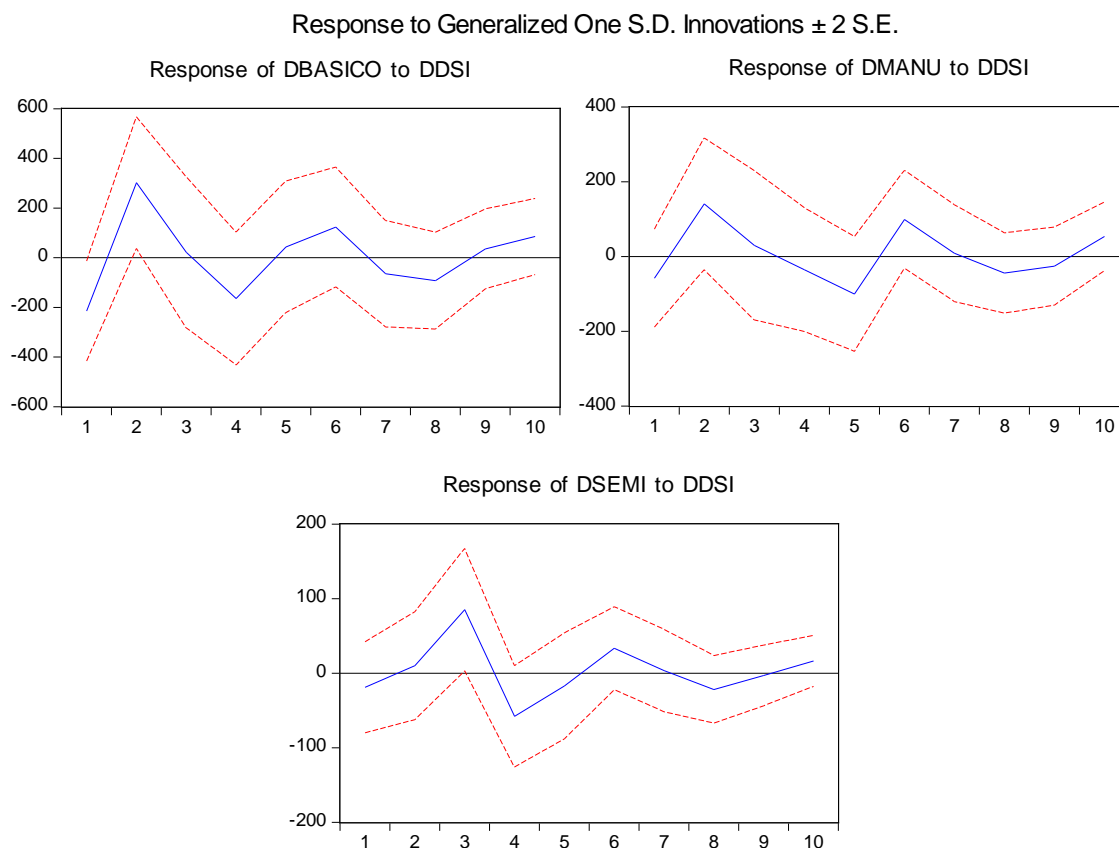 Response to Generalized One S.D. Innovations ± 2 S.E.
Response of DBASICO to DDSI
600
400
200
0
-200
-400
-600
1 2 3 4 5 6 7 8 9 10
Response of DMANU to DDSI
400
200
0
-200
-400
1 2 3 4 5 6 7 8 9 10
Response of DSEMI to DDSI
200
100
0
-100
-200
1 2 3 4 5 6 7 8 9 10